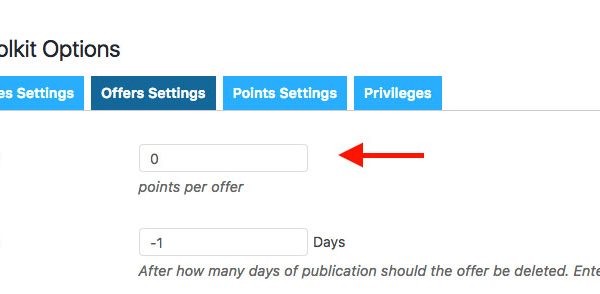 olkit Options
es Settings Offers Settings Points Settings Privileges
0
points per offer
-1 Days
After how many days of publication should the offer be deleted. Ente